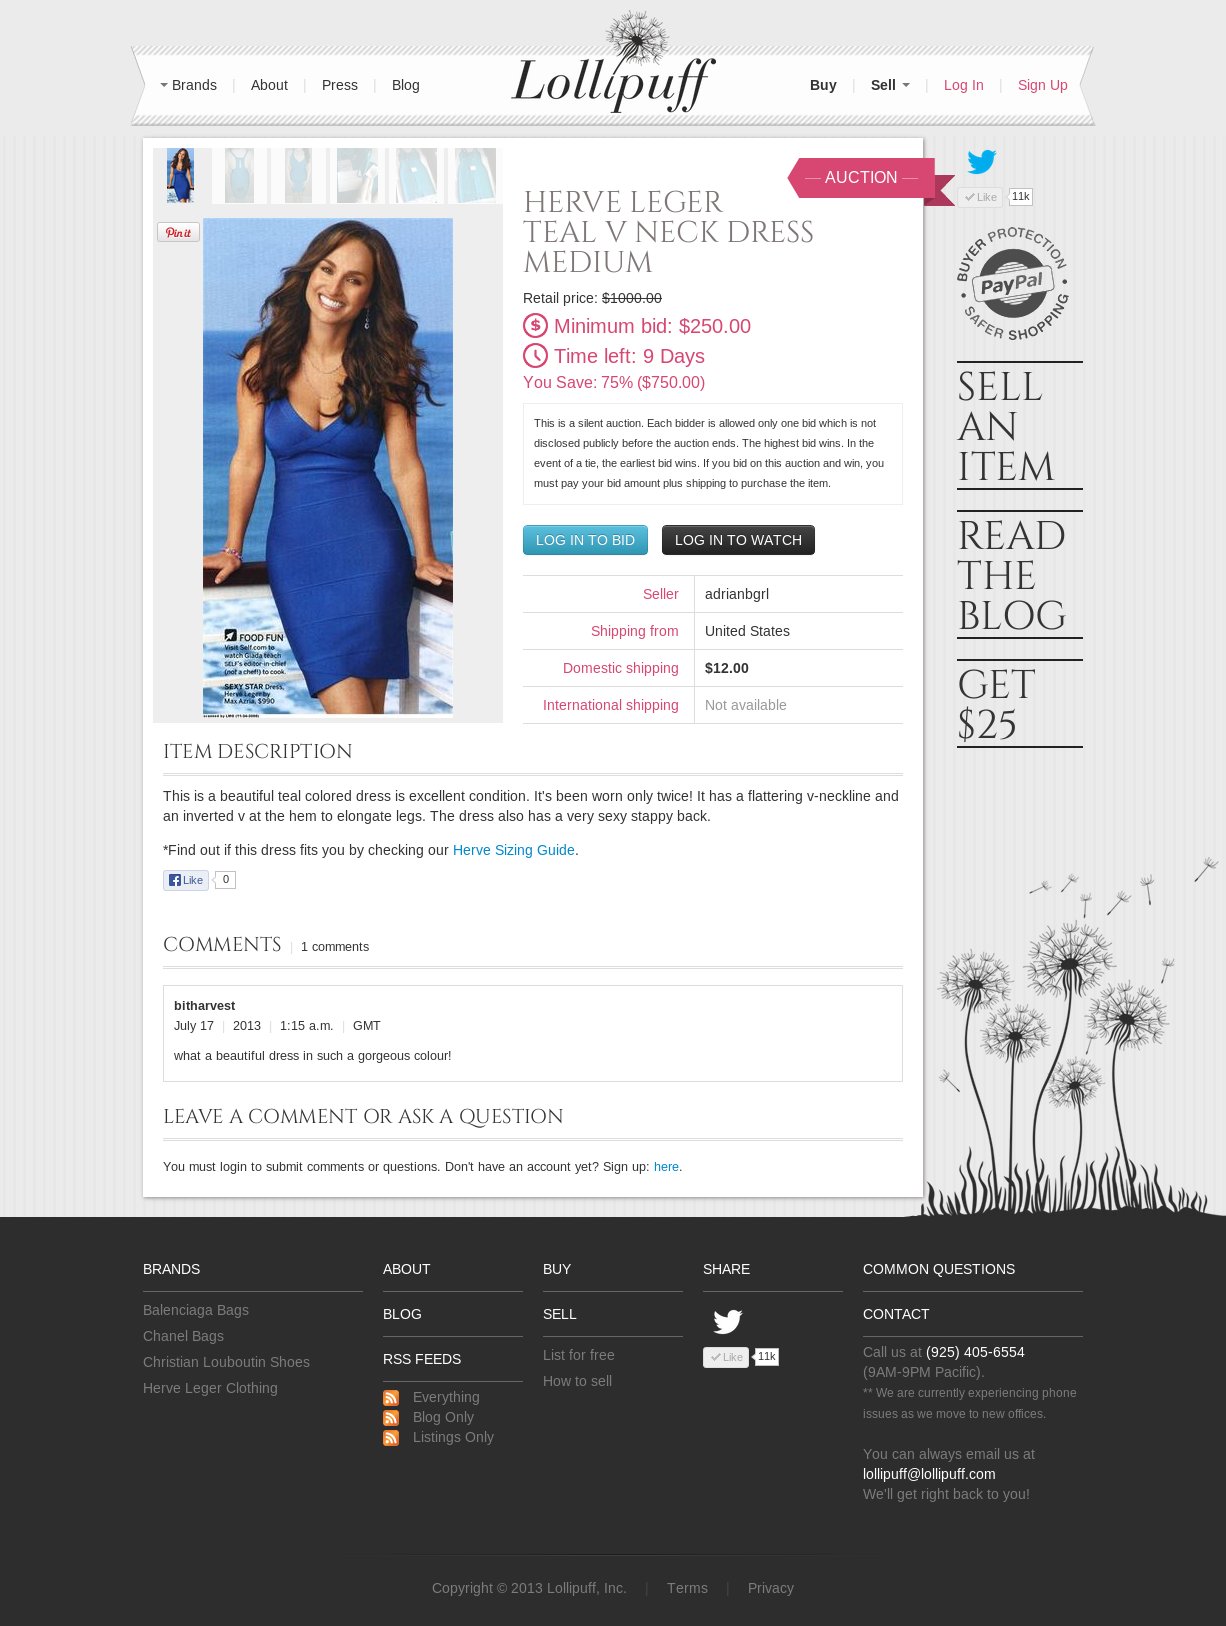 Lollipuff
Brands | About | Press | Blog
Buy | Sell | Log In | Sign Up
AUCTION
Like 11k
Pin it
HERVE LEGER
TEAL V NECK DRESS
MEDIUM
Retail price: $1000.00
Minimum bid: $250.00
Time left: 9 Days
You Save: 75% ($750.00)
This is a silent auction. Each bidder is allowed only one bid which is not
disclosed publicly before the auction ends. The highest bid wins. In the
event of a tie, the earliest bid wins. If you bid on this auction and win, you
must pay your bid amount plus shipping to purchase the item.
LOG IN TO BID
LOG IN TO WATCH
Seller adrianbgrl
Shipping from United States
Domestic shipping $12.00
International shipping Not available
FOOD FUN
Visit Self.com to
watch Giada teach
SELF's editor-in-chief
(not a chef!) to cook.
SEXY STAR Dress,
Herve Leger by
Max Azria, $990
BUYER PROTECTION
PayPal
SAFER SHOPPING
SELL
AN
ITEM
READ
THE
BLOG
GET
$25
ITEM DESCRIPTION
This is a beautiful teal colored dress is excellent condition. It's been worn only twice! It has a flattering v-neckline and
an inverted v at the hem to elongate legs. The dress also has a very sexy stappy back.
*Find out if this dress fits you by checking our Herve Sizing Guide.
Like 0
COMMENTS | 1 comments
bitharvest
July 17 | 2013 | 1:15 a.m. | GMT
what a beautiful dress in such a gorgeous colour!
LEAVE A COMMENT OR ASK A QUESTION
You must login to submit comments or questions. Don't have an account yet? Sign up: here.
BRANDS
Balenciaga Bags
Chanel Bags
Christian Louboutin Shoes
Herve Leger Clothing
ABOUT
BLOG
RSS FEEDS
Everything
Blog Only
Listings Only
BUY
SELL
List for free
How to sell
SHARE
Like 11k
COMMON QUESTIONS
CONTACT
Call us at (925) 405-6554
(9AM-9PM Pacific).
** We are currently experiencing phone
issues as we move to new offices.
You can always email us at
lollipuff@lollipuff.com
We'll get right back to you!
Copyright © 2013 Lollipuff, Inc. | Terms | Privacy